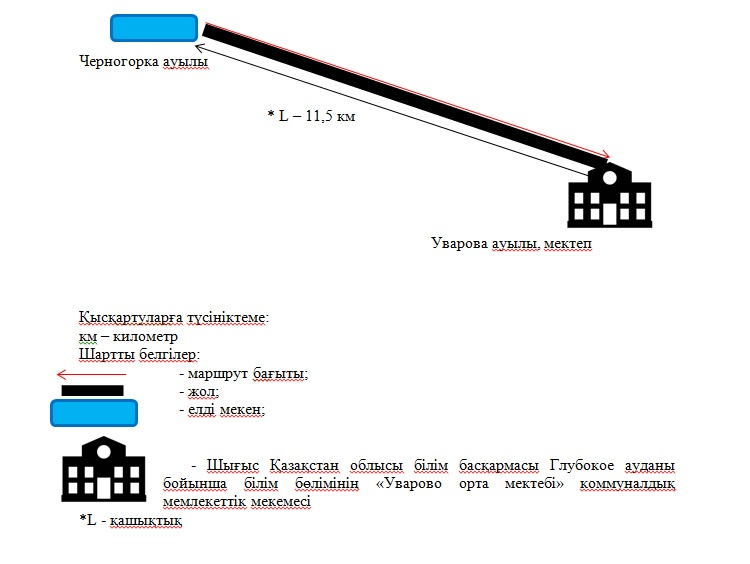 Черногорка ауылы
* L – 11,5 км
Уварова ауылы, мектеп
Қысқартуларға түсініктеме:
км – километр
Шартты белгілер:
- маршрут бағыты;
- жол;
- елді мекен;
- Шығыс Қазақстан облысы білім басқармасы Глубокое ауданы
бойынша білім бөлімінің «Уварово орта мектебі» коммуналдық
мемлекеттік мекемесі
*L - қашықтық